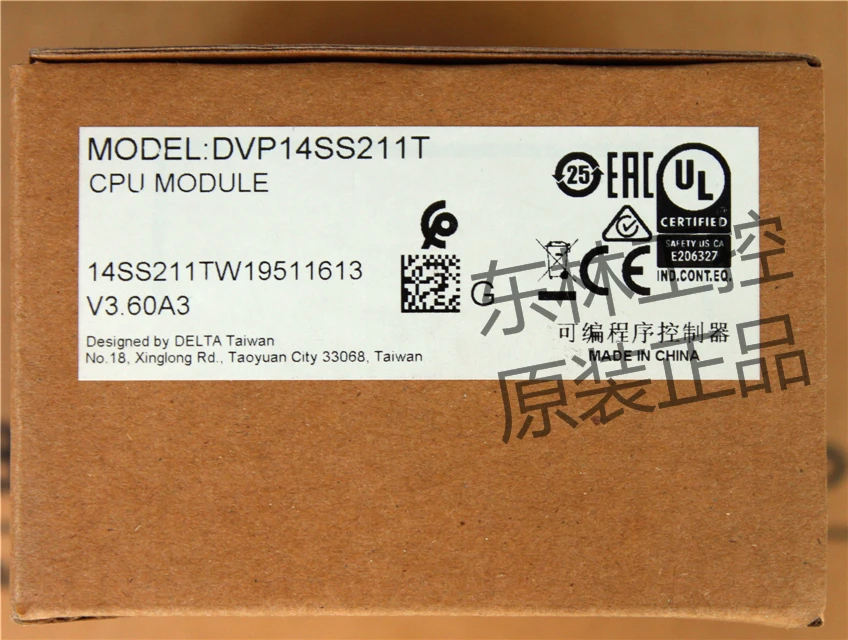 MODEL:DVP14SS211T
CPU MODULE
14SS211TW19511613
V3.60A3
G
Designed by DELTA Taiwan
No.18, Xinglong Rd., Taoyuan City 33068, Taiwan
25
EAC
UL
CERTIFIED
SAFETY US CA
E206327
IND.CONT.EQ.
CE
可编程序控制器
MADE IN CHINA
东林工控
原装正品